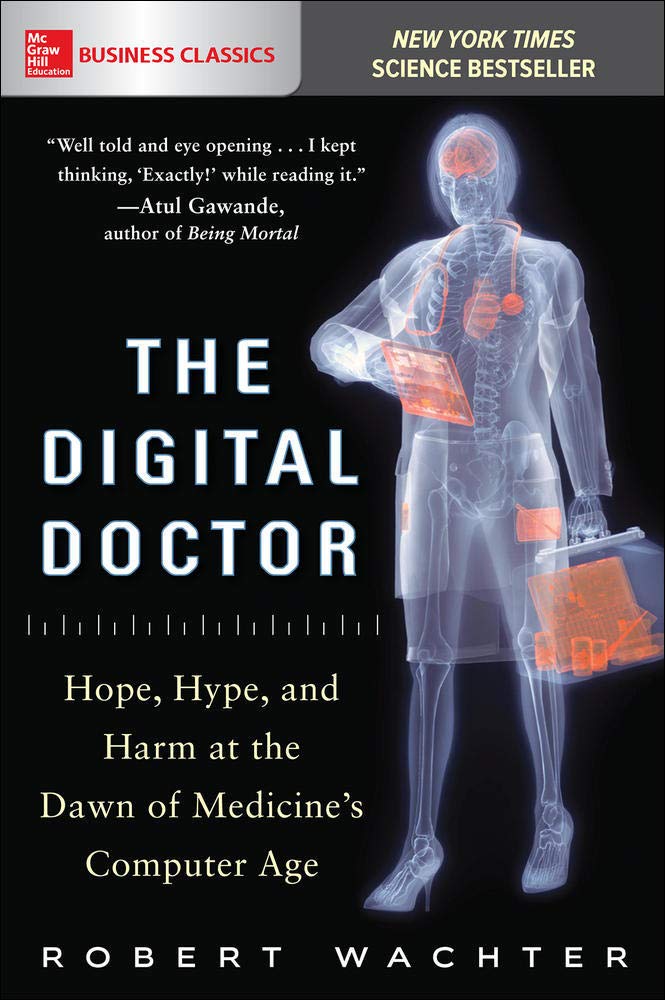 Mc
Graw
Hill
Education
BUSINESS CLASSICS
NEW YORK TIMES
SCIENCE BESTSELLER
“Well told and eye opening . . . I kept
thinking, ‘Exactly!’ while reading it.”
—Atul Gawande,
author of Being Mortal
THE
DIGITAL
DOCTOR
Hope, Hype, and
Harm at the
Dawn of Medicine’s
Computer Age
ROBERT WACHTER